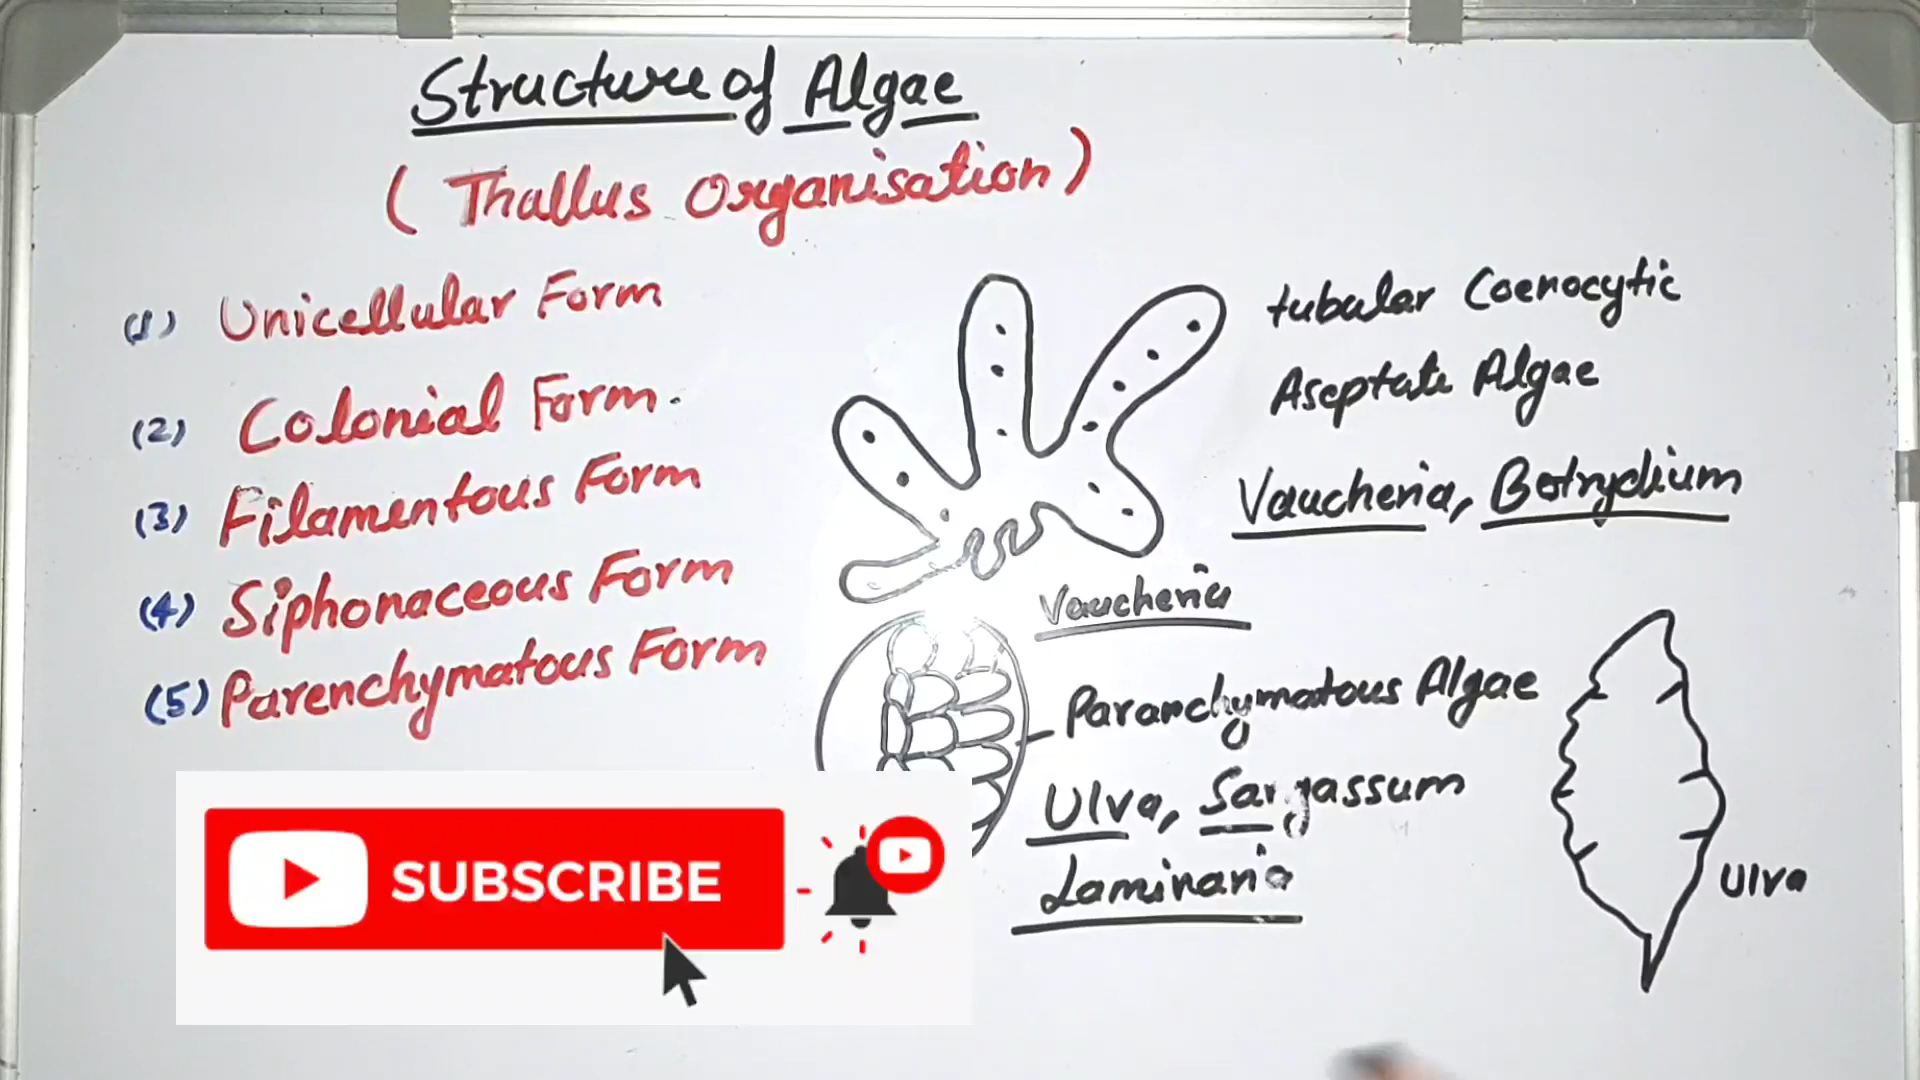 Structure of Algae
( Thallus Organisation )
(1) Unicellular Form
(2) Colonial Form.
(3) Filamentous Form
(4) Siphonaceous Form
(5) Parenchymatous Form
tubular Coenocytic
Aseptate Algae
Vaucheria, Botrydium
Vaucheria
Paranchymatous Algae
Ulva, Sargassum
Laminaria
Ulva
SUBSCRIBE